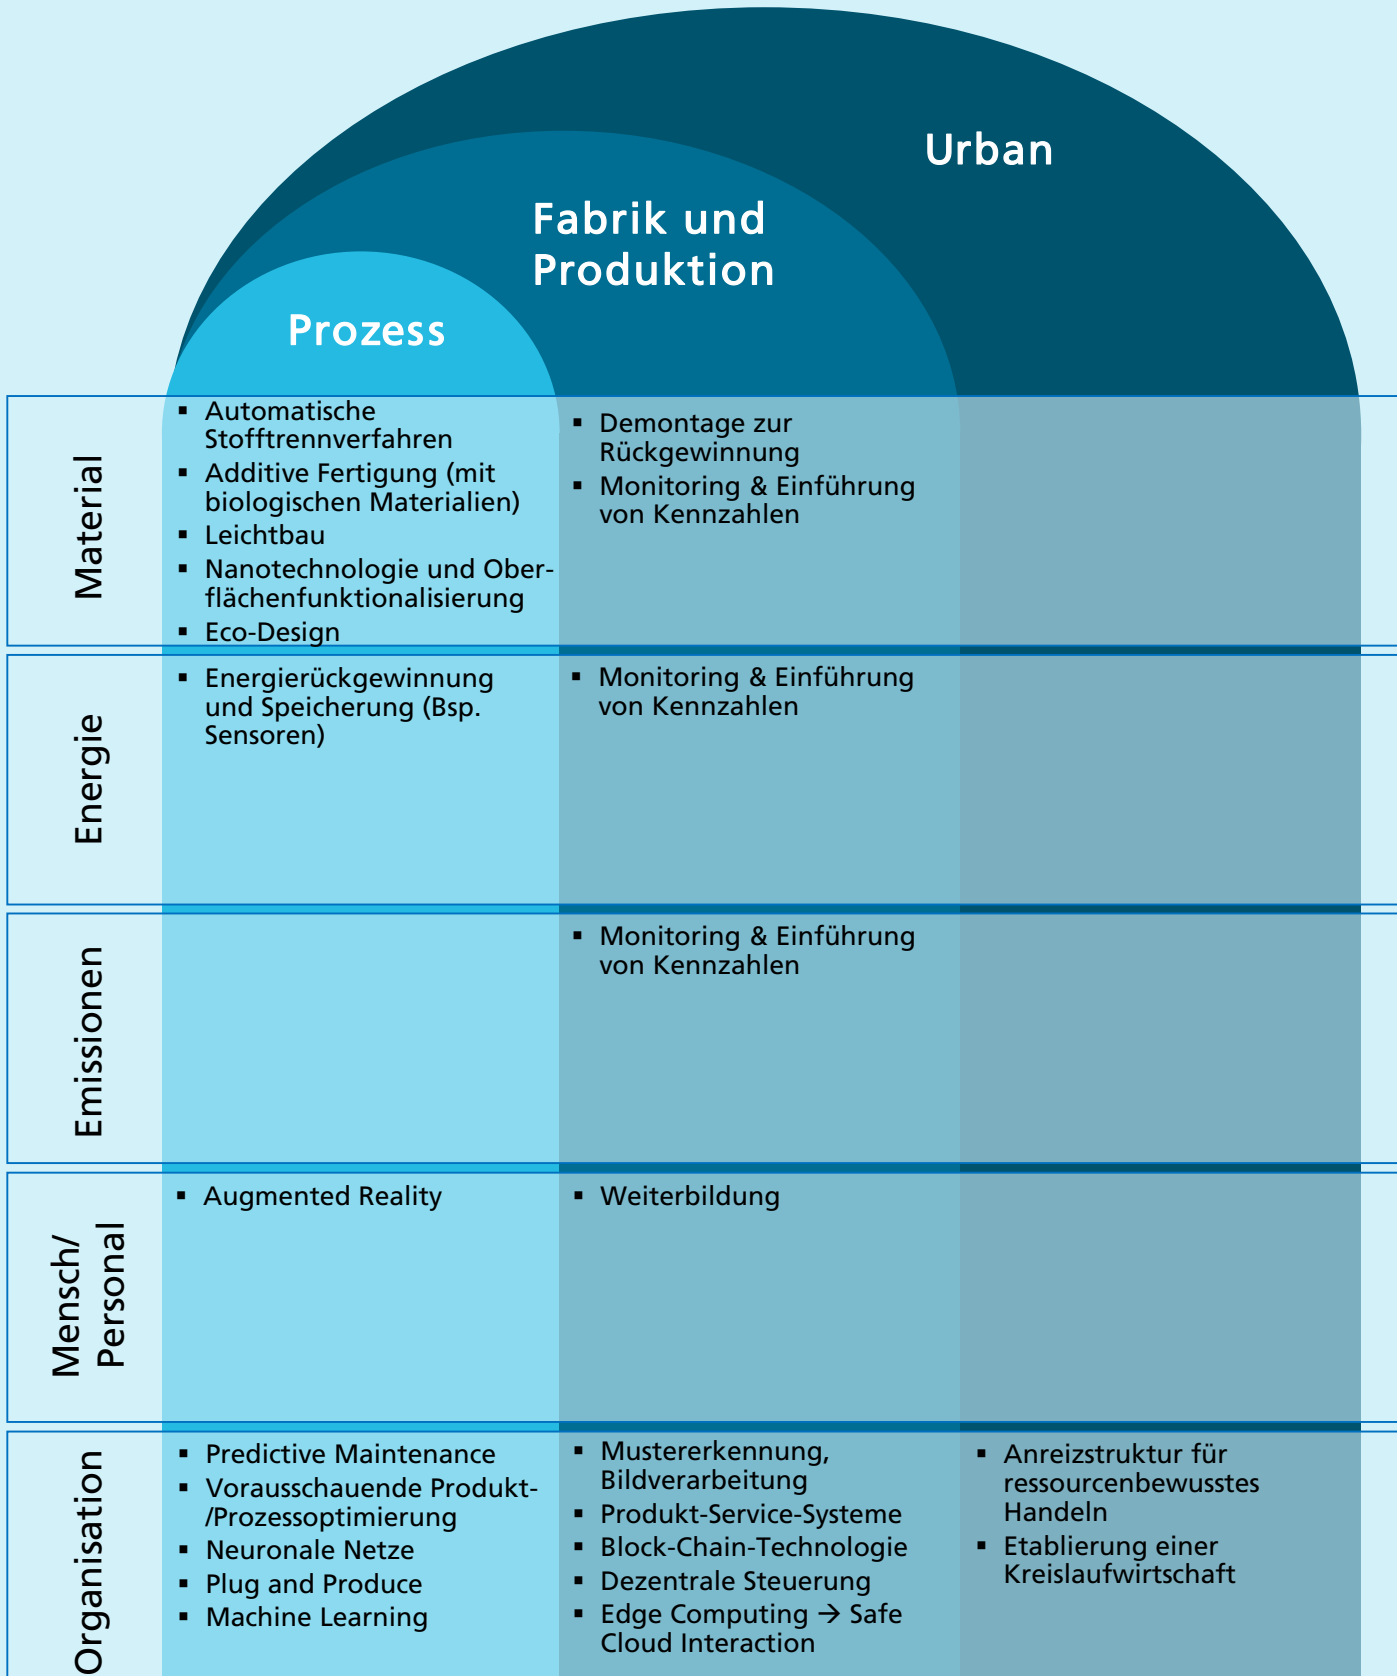 Urban
Fabrik und
Produktion
Prozess
Material
▪ Automatische
Stofftrennverfahren
▪ Additive Fertigung (mit
biologischen Materialien)
▪ Leichtbau
▪ Nanotechnologie und Ober-
flächenfunktionalisierung
▪ Eco-Design
▪ Demontage zur
Rückgewinnung
▪ Monitoring & Einführung
von Kennzahlen
Energie
▪ Energierückgewinnung
und Speicherung (Bsp.
Sensoren)
▪ Monitoring & Einführung
von Kennzahlen
Emissionen
▪ Monitoring & Einführung
von Kennzahlen
Mensch/
Personal
▪ Augmented Reality
▪ Weiterbildung
Organisation
▪ Predictive Maintenance
▪ Vorausschauende Produkt-
/Prozessoptimierung
▪ Neuronale Netze
▪ Plug and Produce
▪ Machine Learning
▪ Mustererkennung,
Bildverarbeitung
▪ Produkt-Service-Systeme
▪ Block-Chain-Technologie
▪ Dezentrale Steuerung
▪ Edge Computing → Safe
Cloud Interaction
▪ Anreizstruktur für
ressourcenbewusstes
Handeln
▪ Etablierung einer
Kreislaufwirtschaft